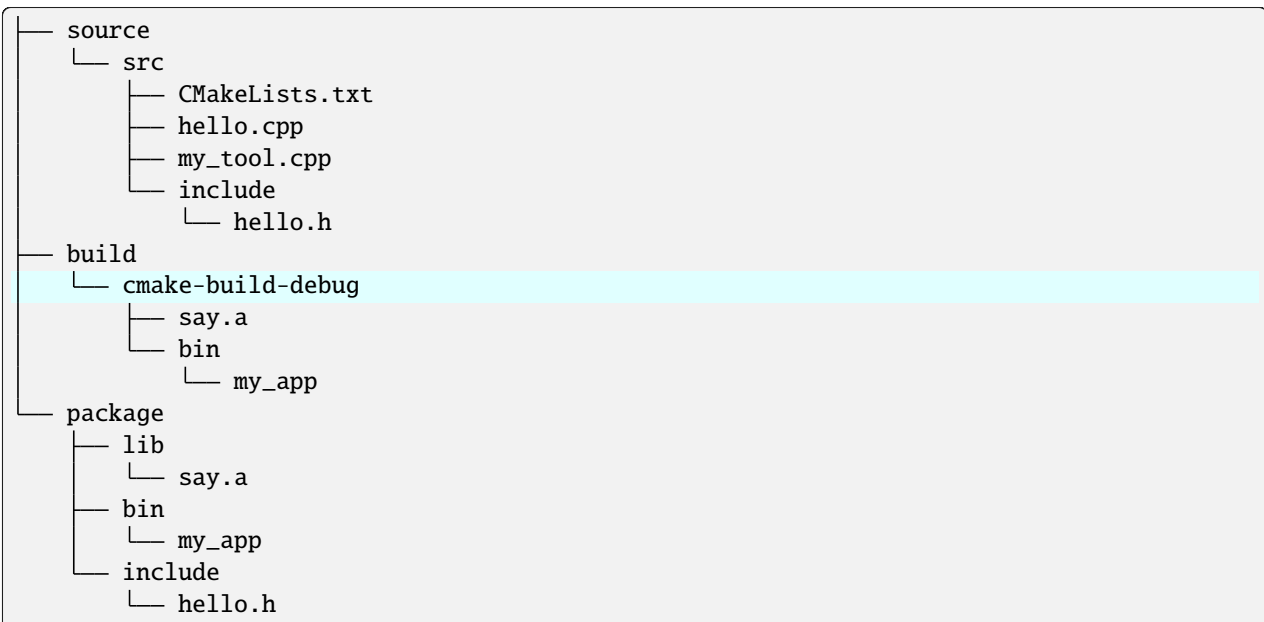 ├── source
│   └── src
│       ├── CMakeLists.txt
│       ├── hello.cpp
│       ├── my_tool.cpp
│       └── include
│           └── hello.h
├── build
│   └── cmake-build-debug
│       ├── say.a
│       └── bin
│           └── my_app
└── package
    ├── lib
    │   └── say.a
    ├── bin
    │   └── my_app
    └── include
        └── hello.h